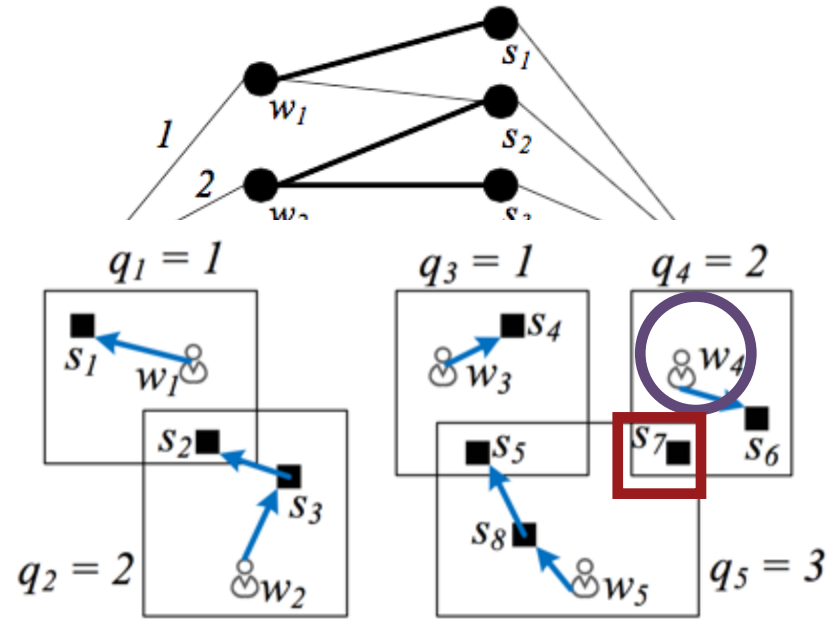 s1
w1
1
s2
2
q1 = 1
q3 = 1
q4 = 2
s1
w1
s4
w3
w4
s2
s3
s5
s7
s6
s8
q2 = 2
w2
w5
q5 = 3